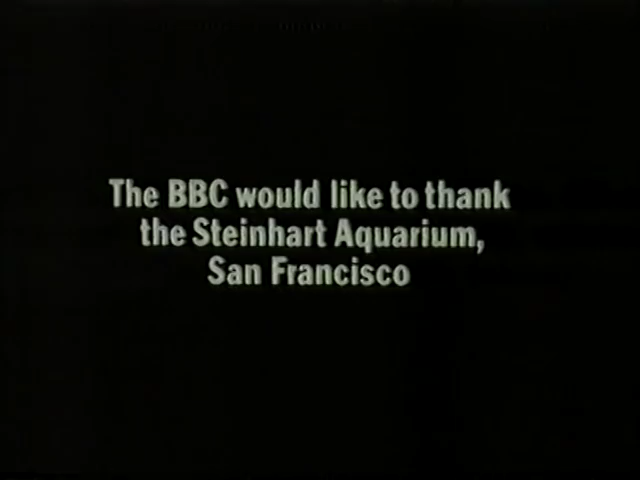 The BBC would like to thank
the Steinhart Aquarium,
San Francisco